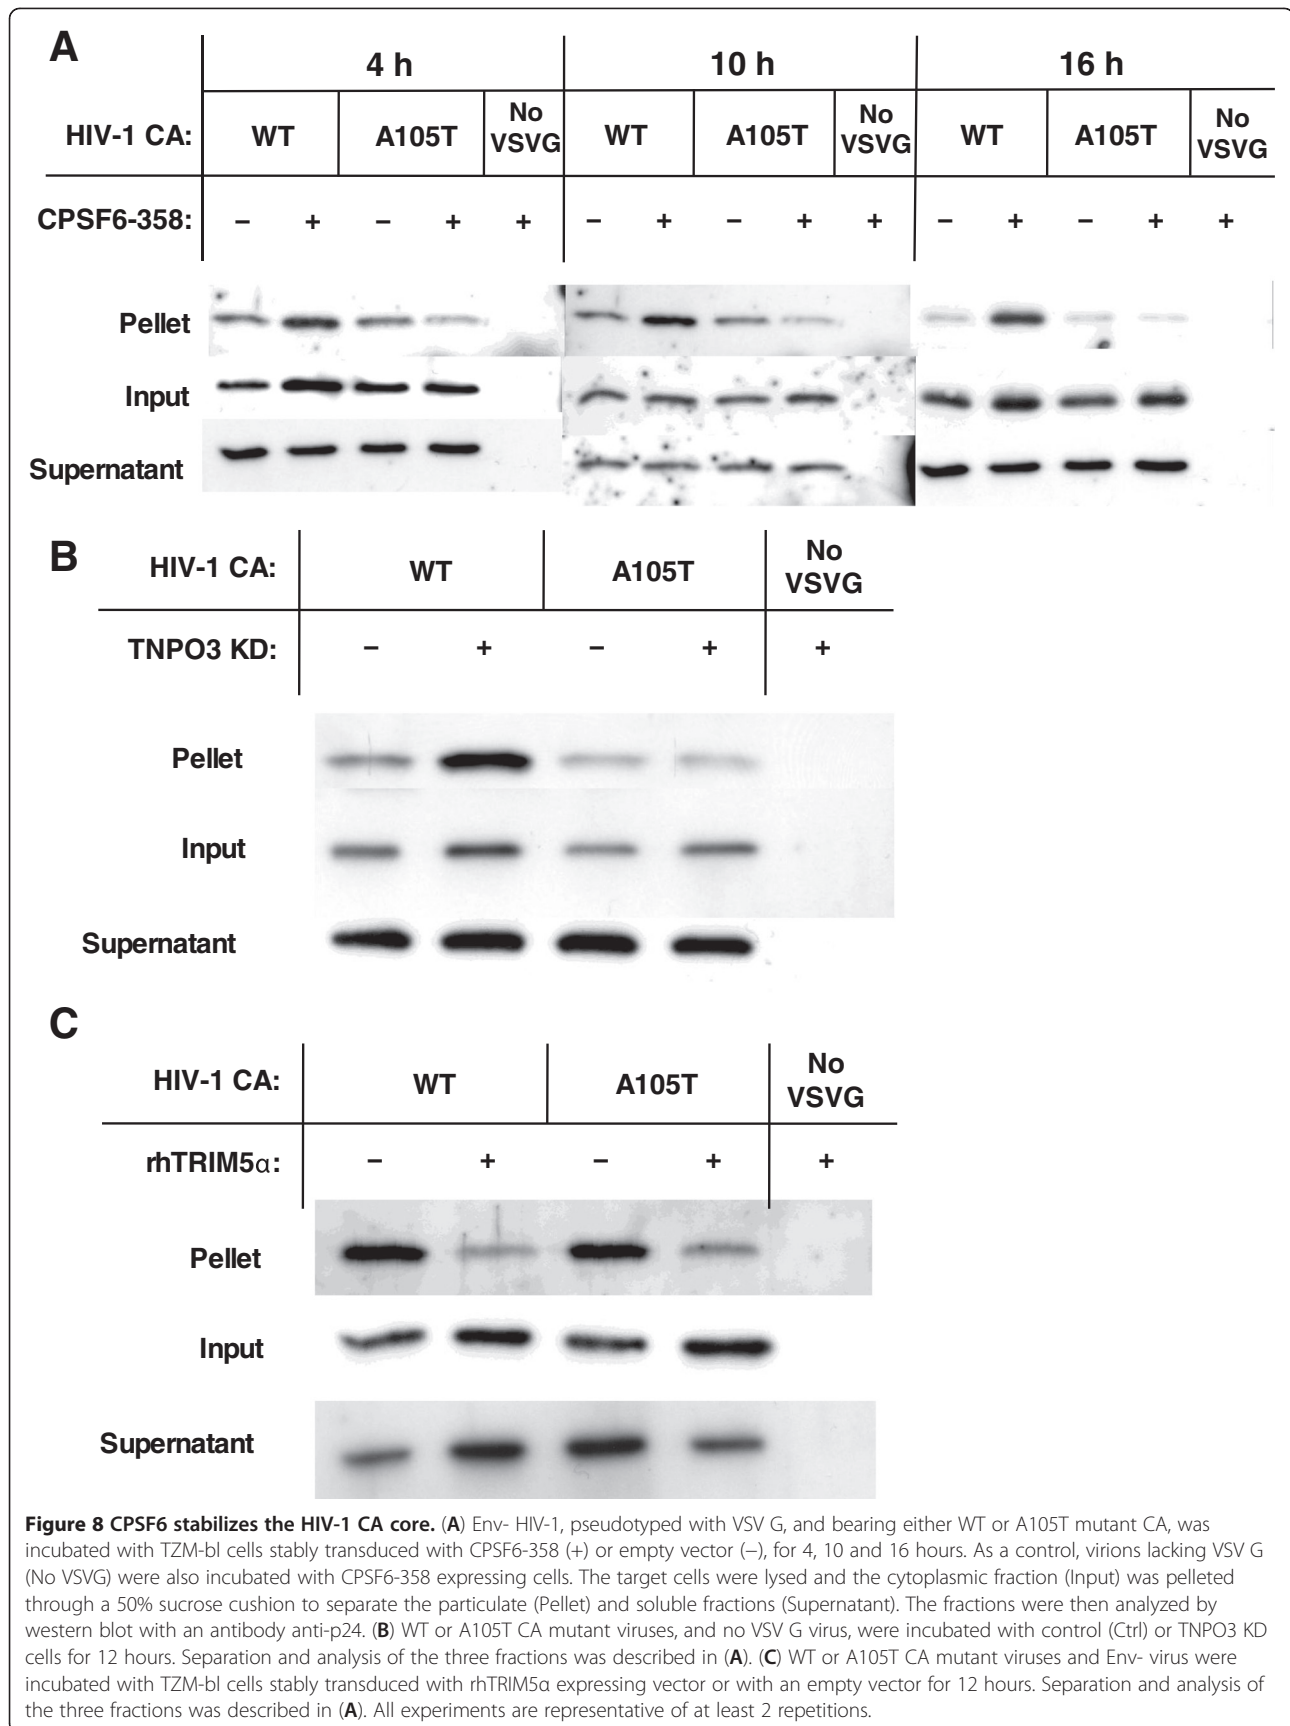 A
4 h 10 h 16 h
HIV-1 CA: WT A105T No VSVG WT A105T No VSVG WT A105T No VSVG
CPSF6-358: − + − + + − + − + + − + − + +
Pellet
Input
Supernatant
B
HIV-1 CA: WT A105T No VSVG
TNPO3 KD: − + − + +
Pellet
Input
Supernatant
C
HIV-1 CA: WT A105T No VSVG
rhTRIM5α: − + − + +
Pellet
Input
Supernatant
Figure 8 CPSF6 stabilizes the HIV-1 CA core. (A) Env- HIV-1, pseudotyped with VSV G, and bearing either WT or A105T mutant CA, was
incubated with TZM-bl cells stably transduced with CPSF6-358 (+) or empty vector (−), for 4, 10 and 16 hours. As a control, virions lacking VSV G
(No VSVG) were also incubated with CPSF6-358 expressing cells. The target cells were lysed and the cytoplasmic fraction (Input) was pelleted
through a 50% sucrose cushion to separate the particulate (Pellet) and soluble fractions (Supernatant). The fractions were then analyzed by
western blot with an antibody anti-p24. (B) WT or A105T CA mutant viruses, and no VSV G virus, were incubated with control (Ctrl) or TNPO3 KD
cells for 12 hours. Separation and analysis of the three fractions was described in (A). (C) WT or A105T CA mutant viruses and Env- virus were
incubated with TZM-bl cells stably transduced with rhTRIM5α expressing vector or with an empty vector for 12 hours. Separation and analysis of
the three fractions was described in (A). All experiments are representative of at least 2 repetitions.